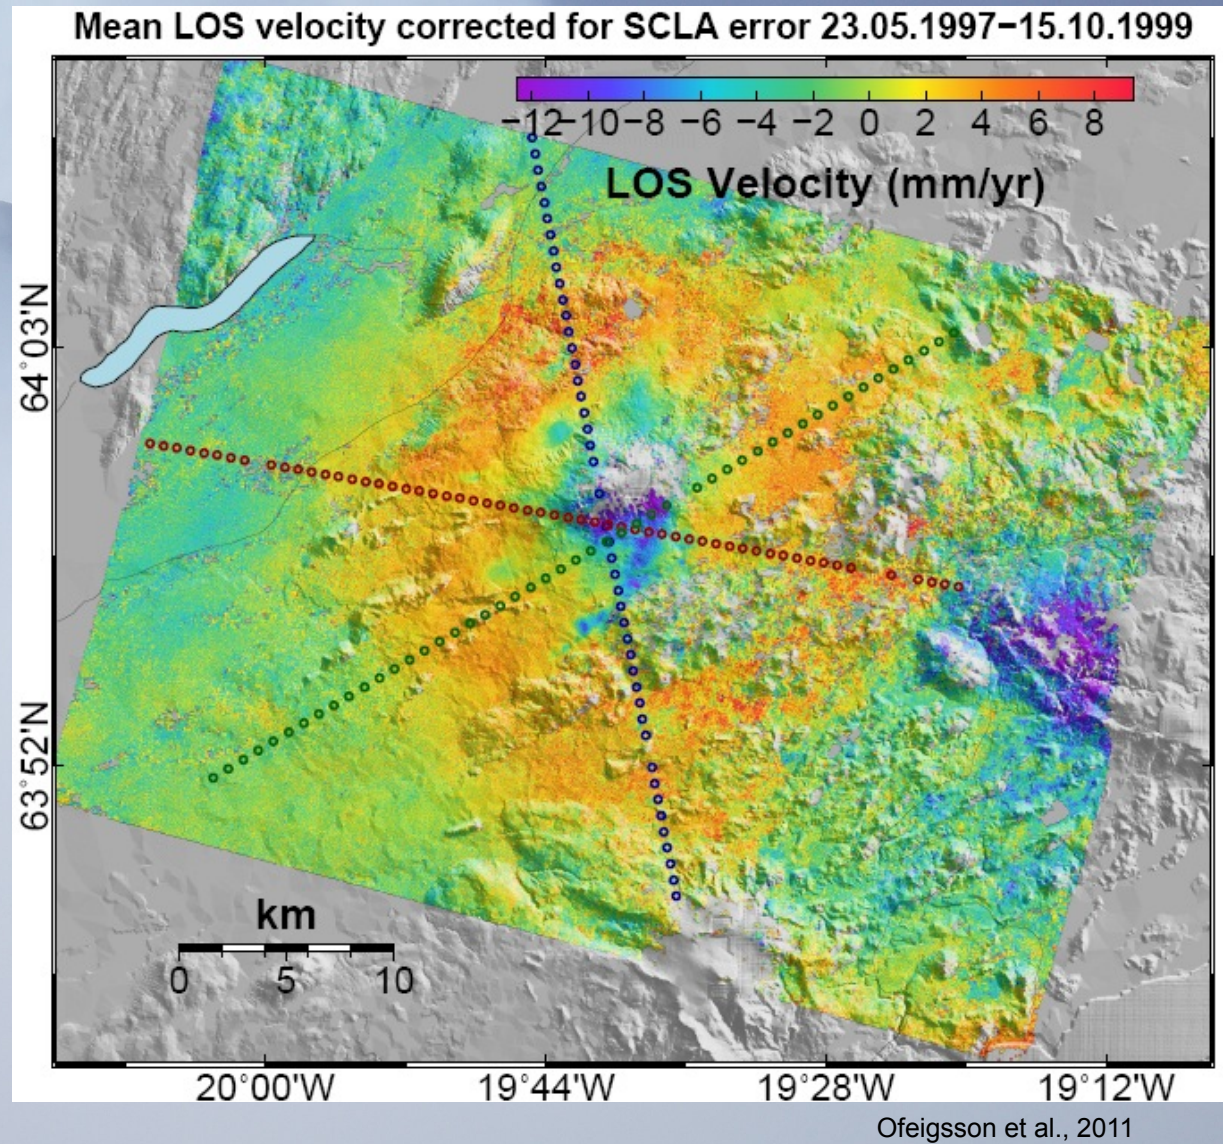 Mean LOS velocity corrected for SCLA error 23.05.1997−15.10.1999
−12−10−8 −6 −4 −2 0 2 4 6 8
LOS Velocity (mm/yr)
64°03'N
63°52'N
km
0 5 10
20°00'W 19°44'W 19°28'W 19°12'W
Ofeigsson et al., 2011